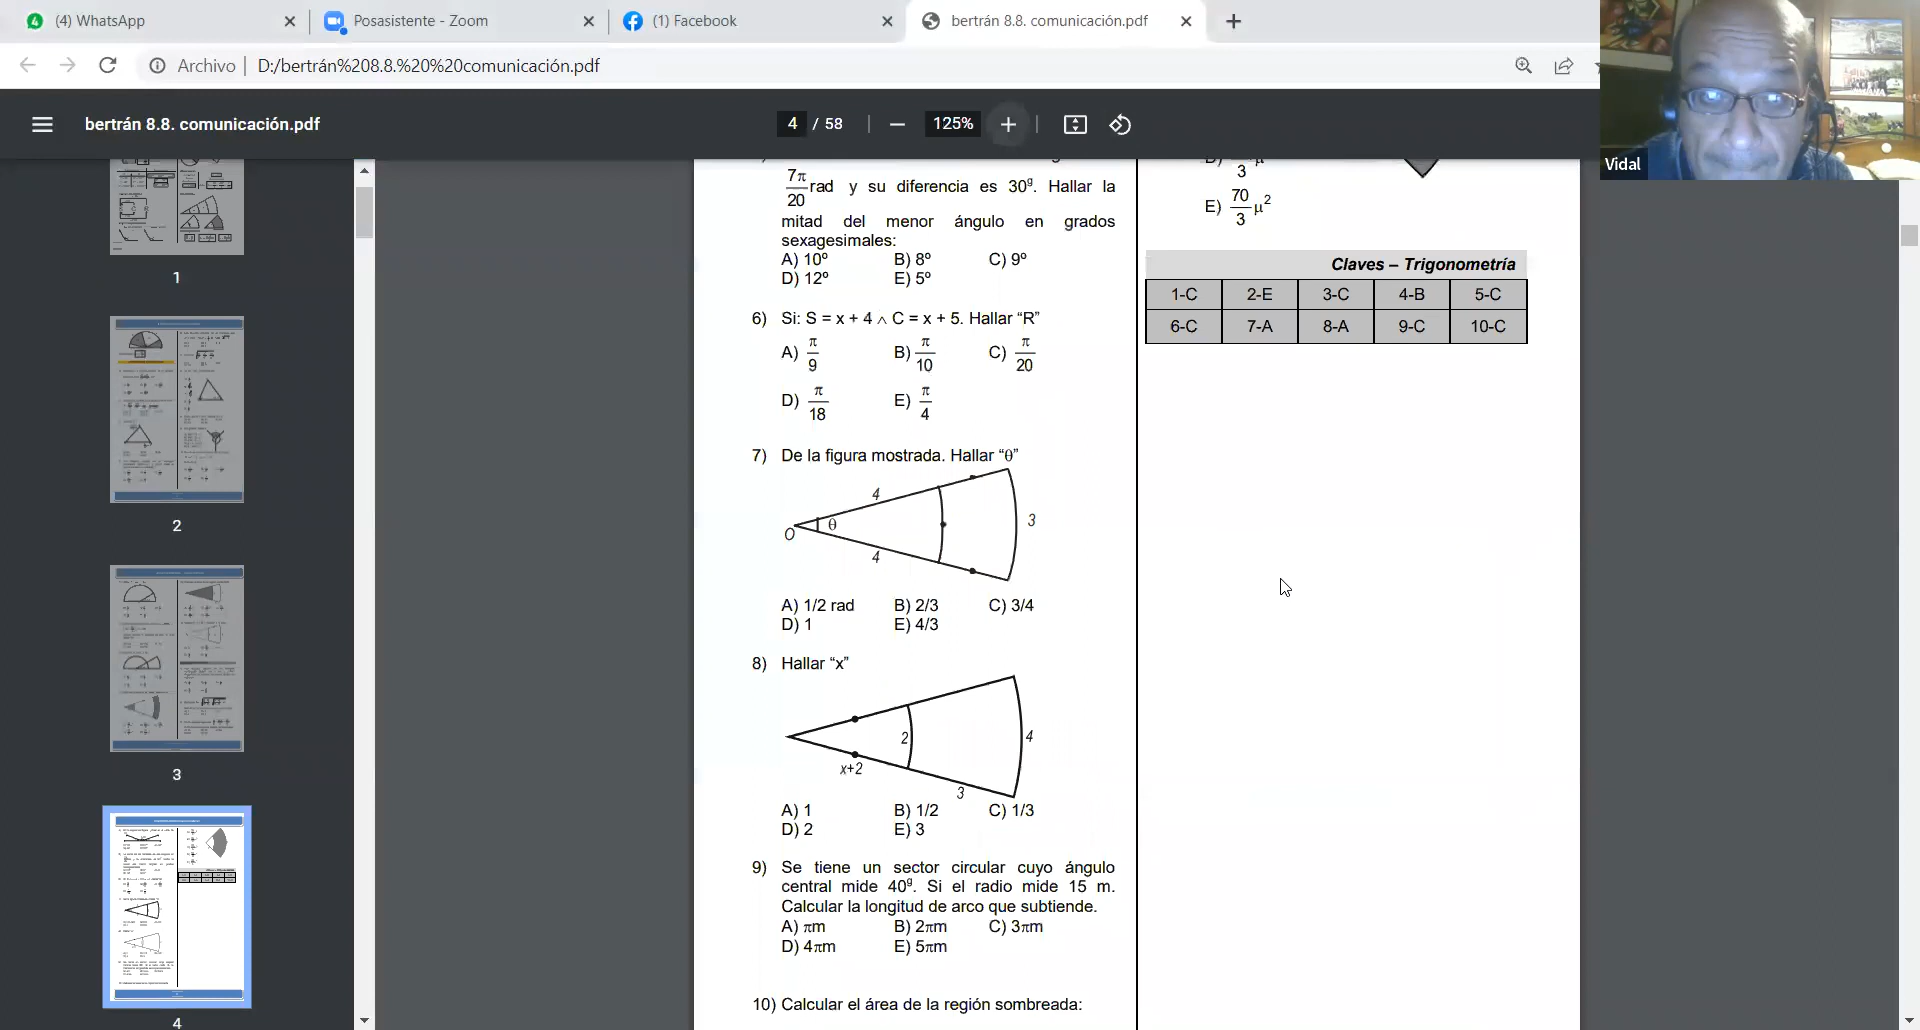 (4) WhatsApp
Posasistente - Zoom
(1) Facebook
bertrán 8.8. comunicación.pdf
Archivo
D:/bertrán%208.8.%20%20comunicación.pdf
bertrán 8.8. comunicación.pdf
4 / 58
125%
Vidal
1
2
3
4
7π/20 rad y su diferencia es 30ᵍ. Hallar la
mitad del menor ángulo en grados
sexagesimales:
A) 10º B) 8º C) 9º
D) 12º E) 5º
6) Si: S = x + 4 ∧ C = x + 5. Hallar “R”
A) π/9 B) π/10 C) π/20
D) π/18 E) π/4
7) De la figura mostrada. Hallar “θ”
4
O θ 3
4
A) 1/2 rad B) 2/3 C) 3/4
D) 1 E) 4/3
8) Hallar “x”
2 4
x+2
3
A) 1 B) 1/2 C) 1/3
D) 2 E) 3
9) Se tiene un sector circular cuyo ángulo
central mide 40ᵍ. Si el radio mide 15 m.
Calcular la longitud de arco que subtiende.
A) πm B) 2πm C) 3πm
D) 4πm E) 5πm
10) Calcular el área de la región sombreada:
E) 70/3 μ²
Claves – Trigonometría
1-C 2-E 3-C 4-B 5-C
6-C 7-A 8-A 9-C 10-C